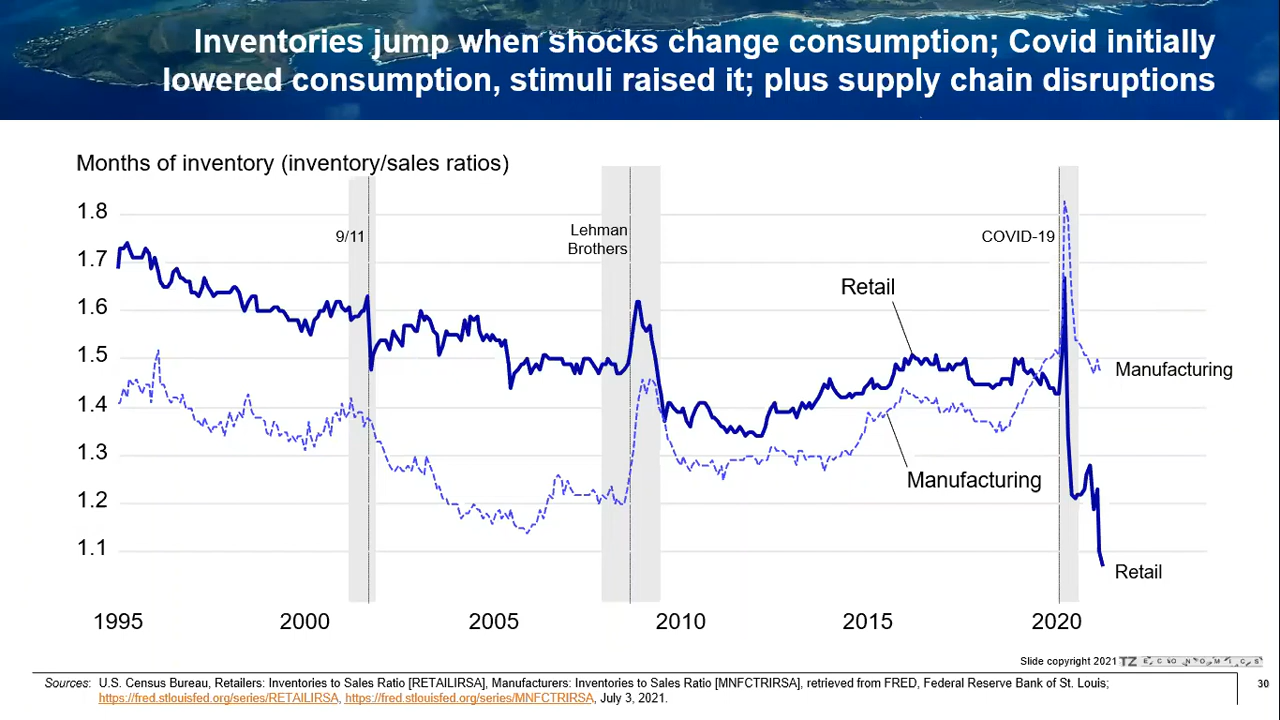 Inventories jump when shocks change consumption; Covid initially
lowered consumption, stimuli raised it; plus supply chain disruptions
Months of inventory (inventory/sales ratios)
1.8
9/11
Lehman
Brothers
COVID-19
1.7
Retail
1.6
1.5
Manufacturing
1.4
1.3
Manufacturing
1.2
1.1
Retail
1995
2000
2005
2010
2015
2020
Slide copyright 2021 TZ ECONOMICS
Sources: U.S. Census Bureau, Retailers: Inventories to Sales Ratio [RETAILIRSA], Manufacturers: Inventories to Sales Ratio [MNFCTRIRSA], retrieved from FRED, Federal Reserve Bank of St. Louis;
https://fred.stlouisfed.org/series/RETAILIRSA, https://fred.stlouisfed.org/series/MNFCTRIRSA, July 3, 2021.
30